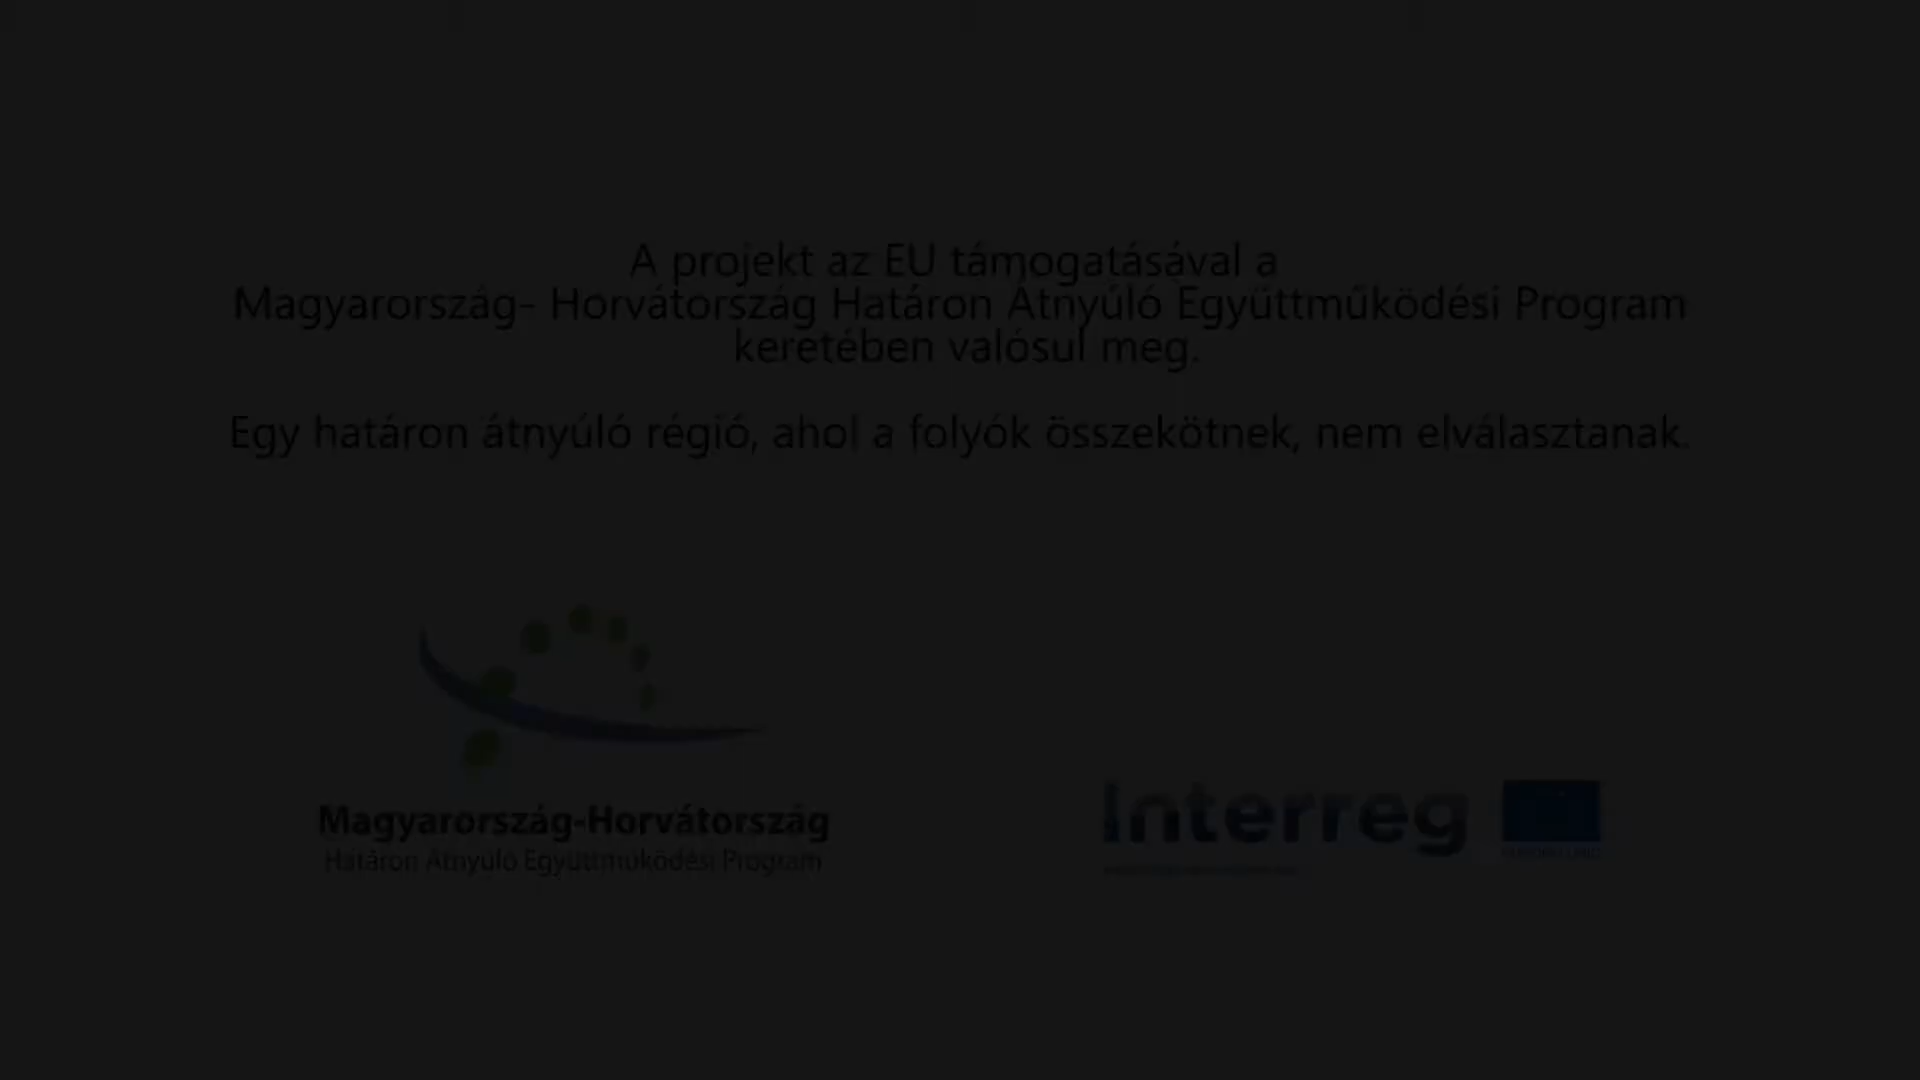 A projekt az EU támogatásával a
Magyarország- Horvátország Határon Átnyúló Együttműködési Program
keretében valósul meg.
Egy határon átnyúló régió, ahol a folyók összekötnek, nem elválasztanak.
Magyarország-Horvátország
Határon Átnyúló Együttműködési Program
Interreg